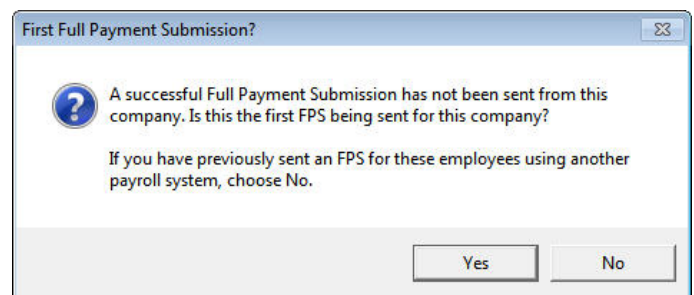 First Full Payment Submission?
A successful Full Payment Submission has not been sent from this
company. Is this the first FPS being sent for this company?
If you have previously sent an FPS for these employees using another
payroll system, choose No.
Yes
No